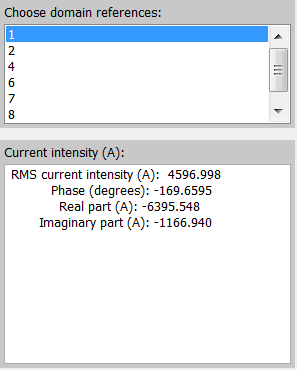 Choose domain references:
1
2
4
6
7
8
Current intensity (A):
RMS current intensity (A): 4596.998
Phase (degrees): -169.6595
Real part (A): -6395.548
Imaginary part (A): -1166.940